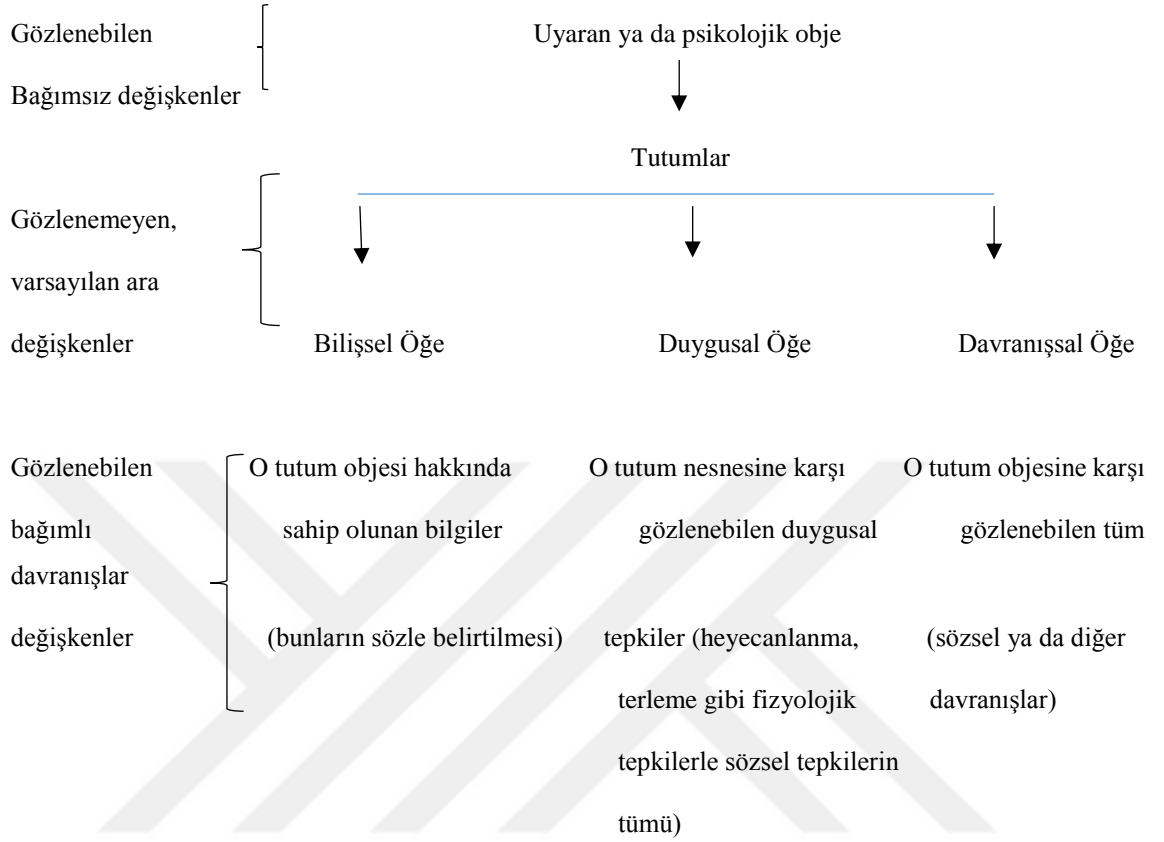 Gözlenebilen Uyaran ya da psikolojik obje
Bağımsız değişkenler
Tutumlar
Gözlenemeyen,
varsayılan ara
değişkenler Bilişsel Öğe Duygusal Öğe Davranışsal Öğe
Gözlenebilen O tutum objesi hakkında O tutum nesnesine karşı O tutum objesine karşı
bağımlı sahip olunan bilgiler gözlenebilen duygusal gözlenebilen tüm
davranışlar
değişkenler (bunların sözle belirtilmesi) tepkiler (heyecanlanma, (sözsel ya da diğer
terleme gibi fizyolojik davranışlar)
tepkilerle sözsel tepkilerin
tümü)